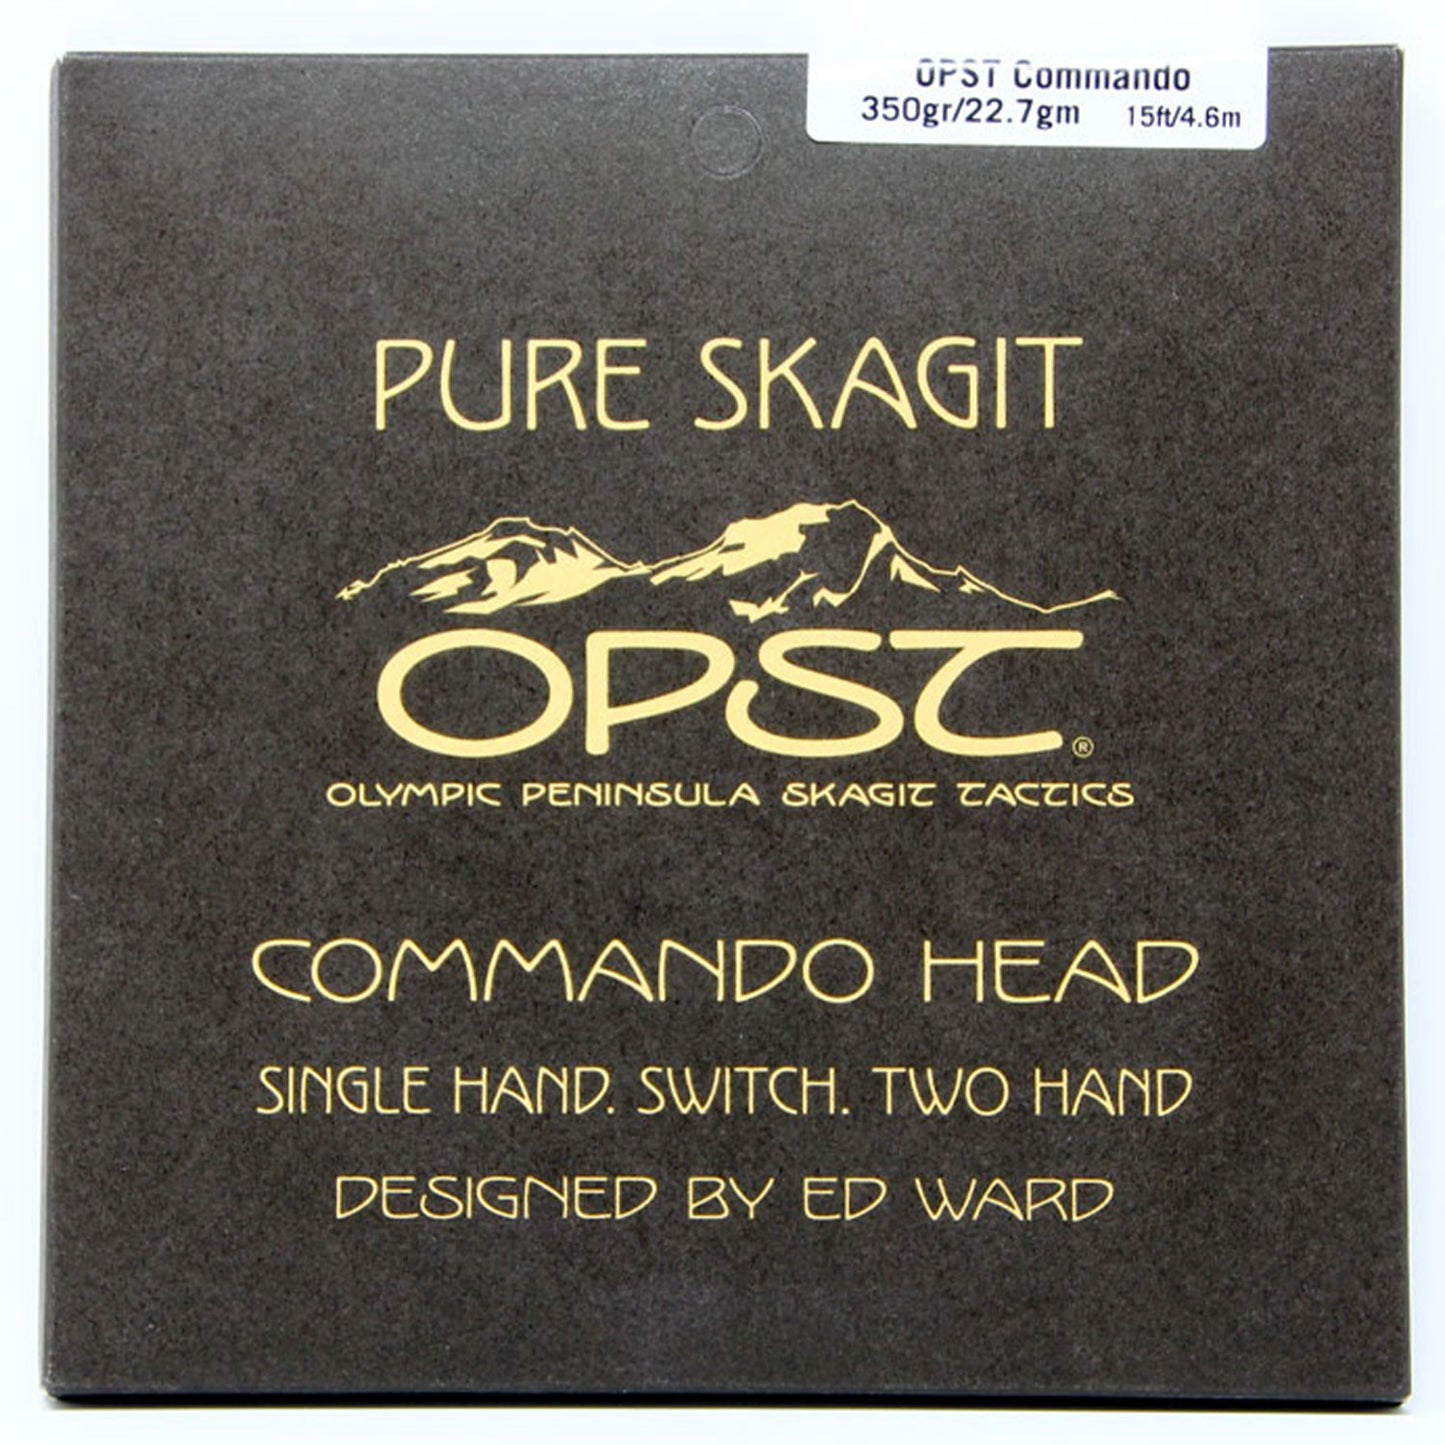 OPST Commando
350gr/22.7gm 15ft/4.6m
PURE SKAGIT
OPST®
OLYMPIC PENINSULA SKAGIT TACTICS
COMMANDO HEAD
SINGLE HAND. SWITCH. TWO HAND
DESIGNED BY ED WARD